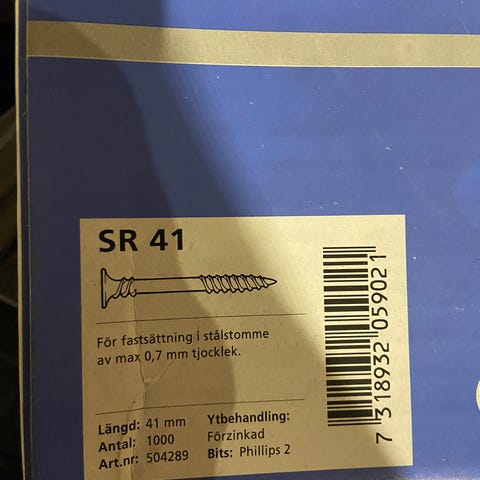 SR 41
För fastsättning i stålstomme
av max 0,7 mm tjocklek.
Längd: 41 mm
Antal: 1000
Art.nr: 504289
Ytbehandling:
Förzinkad
Bits: Phillips 2
7 318932 059021